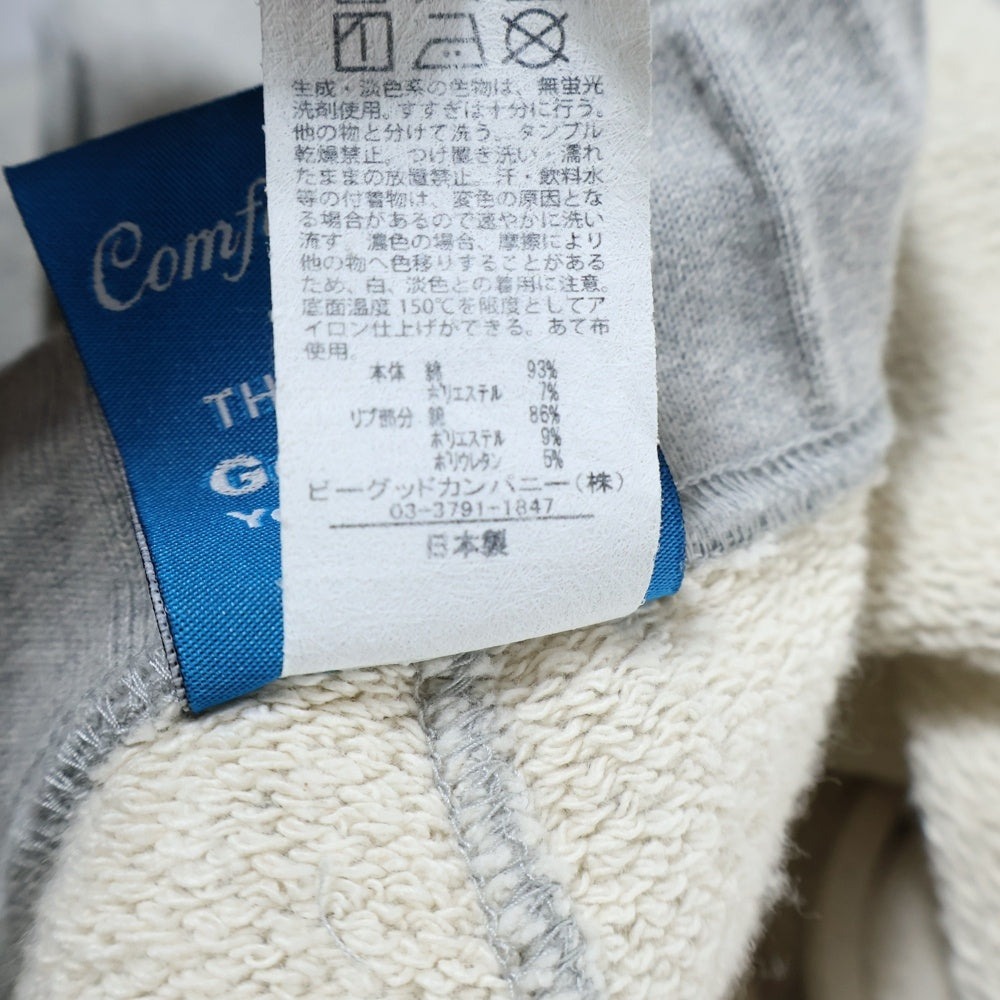 生成・淡色系の生物は、無蛍光
洗剤使用。すすぎは十分に行う。
他の物と分けて洗う。タンブル
乾燥禁止。つけ置き洗い・濡れ
たままの放置禁止。汗・飲料水
等の付着物は、変色の原因とな
る場合があるので速やかに洗い
流す。濃色の場合、摩擦により
他の物へ色移りすることがある
ため、白、淡色との着用に注意。
底面温度150℃を限度としてア
イロン仕上げができる。あて布
使用。
本体 綿 93%
ポリエステル 7%
リブ部分 綿 86%
ポリエステル 9%
ポリウレタン 5%
ビーグッドカンパニー(株)
03-3791-1847
日本製
Comf
TH
G
Y